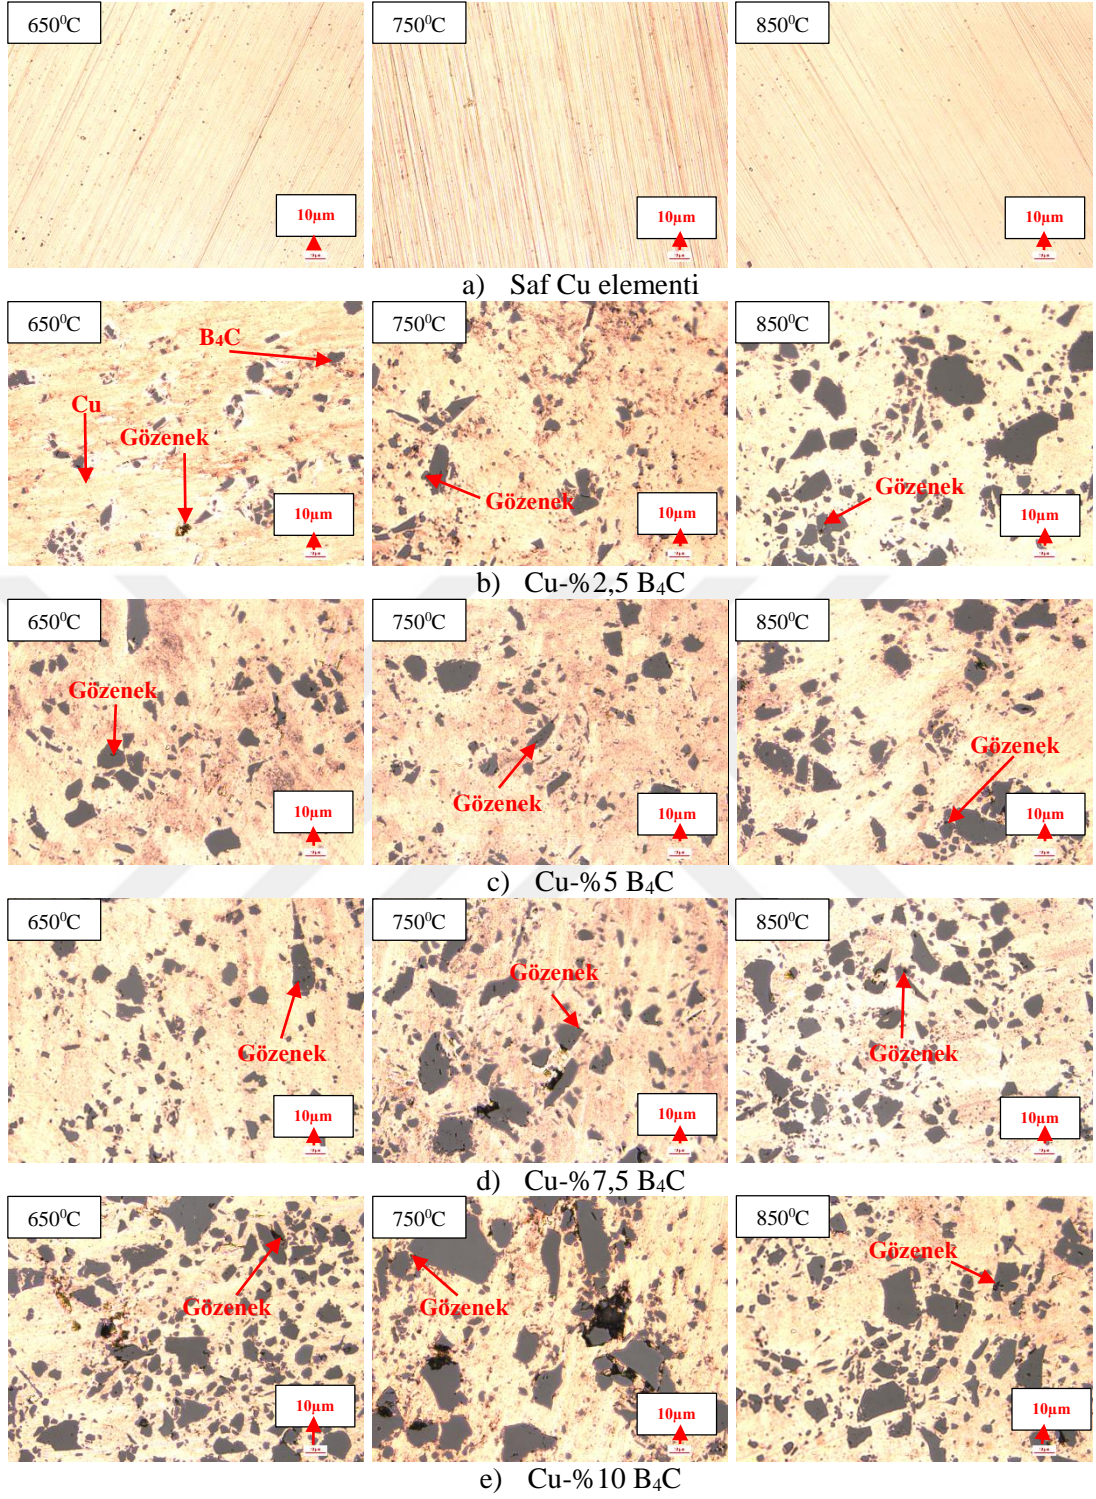 650⁰C 750⁰C 850⁰C
10µm 10µm 10µm
a) Saf Cu elementi
650⁰C 750⁰C 850⁰C
B₄C
Cu
Gözenek
Gözenek
Gözenek
10µm 10µm 10µm
b) Cu-%2,5 B₄C
650⁰C 750⁰C 850⁰C
Gözenek
Gözenek
Gözenek
10µm 10µm 10µm
c) Cu-%5 B₄C
650⁰C 750⁰C 850⁰C
Gözenek
Gözenek
Gözenek
10µm 10µm 10µm
d) Cu-%7,5 B₄C
650⁰C 750⁰C 850⁰C
Gözenek
Gözenek
Gözenek
10µm 10µm 10µm
e) Cu-%10 B₄C